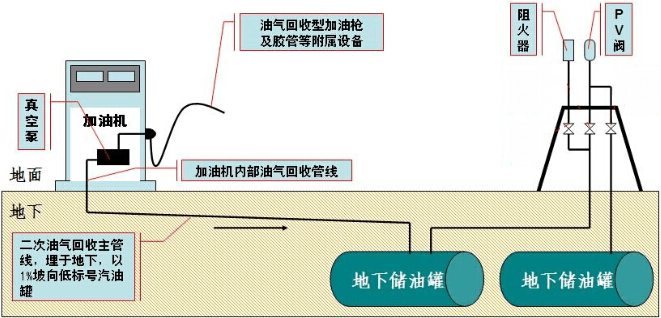 油气回收型加油枪
及胶管等附属设备
阻火器
PV阀
真空泵
加油机
地面
加油机内部油气回收管线
地下
二次油气回收主管
线，埋于地下，以
1%坡向低标号汽油
罐
地下储油罐
地下储油罐